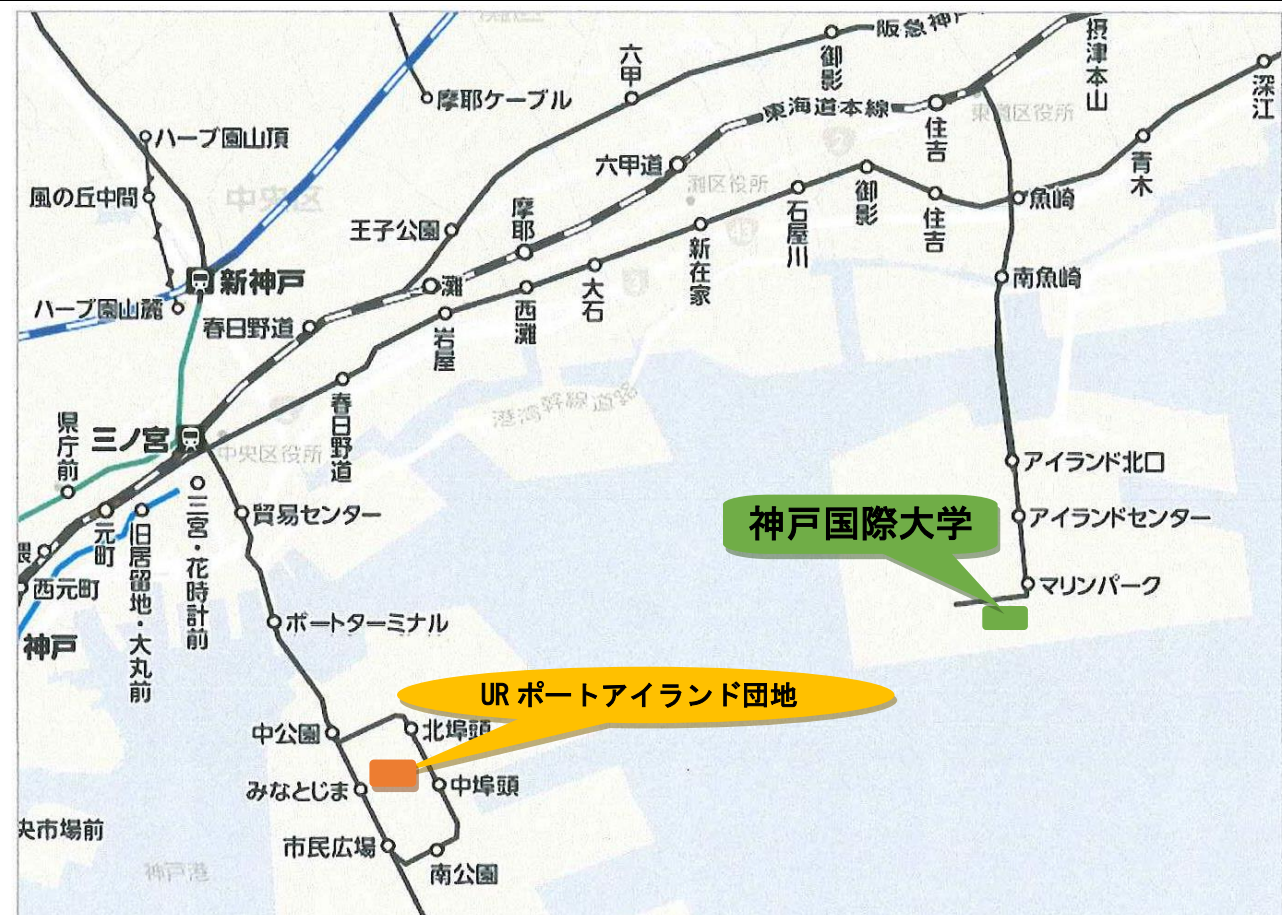 阪急神戸
御影
摂津本山
六甲
深江
摩耶ケーブル
東海道本線
住吉
東灘区役所
ハーブ園山頂
2
青木
六甲道
灘区役所
風の丘中間
中央区
御影
石屋川
住吉
魚崎
摩耶
王子公園
43
新在家
新神戸
南魚崎
灘
大石
3
ハーブ園山麓
西灘
春日野道
岩屋
港湾幹線道路
春日野道
県庁前
三ノ宮
中央区役所
アイランド北口
元町
旧居留地・大丸前
三宮・花時計前
貿易センター
神戸国際大学
アイランドセンター
西元町
マリンパーク
神戸
ポートターミナル
URポートアイランド団地
中公園
北埠頭
みなとじま
中埠頭
央市場前
市民広場
南公園
神戸港